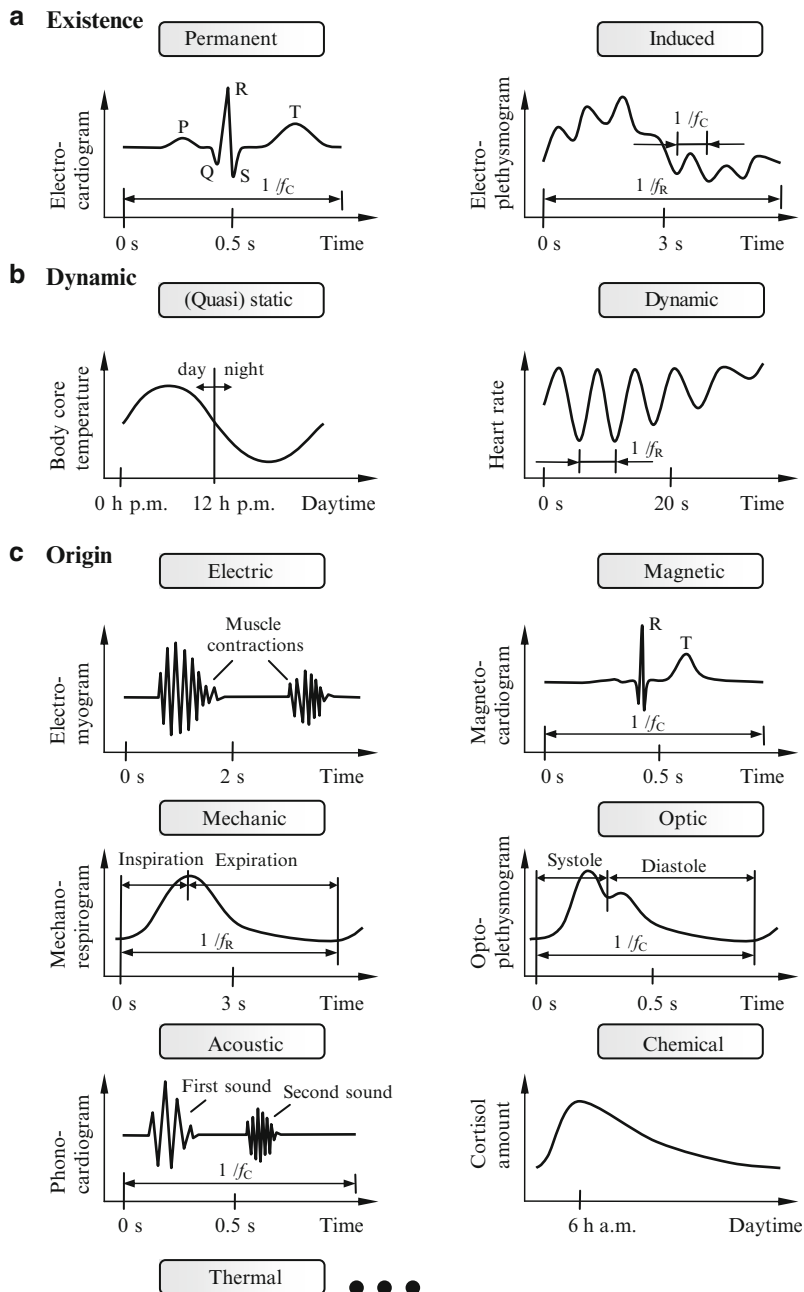 a Existence
Permanent
Induced
Electro-
cardiogram
P
Q
R
S
T
1 /fC
0 s
0.5 s
Time
Electro-
plethysmogram
1 /fC
1 /fR
0 s
3 s
Time
b Dynamic
(Quasi) static
Dynamic
Body core
temperature
day
night
0 h p.m.
12 h p.m.
Daytime
Heart rate
1 /fR
0 s
20 s
Time
c Origin
Electric
Magnetic
Electro-
myogram
Muscle
contractions
0 s
2 s
Time
Magneto-
cardiogram
R
T
1 /fC
0 s
0.5 s
Time
Mechanic
Optic
Mechano-
respirogram
Inspiration
Expiration
1 /fR
0 s
3 s
Time
Opto-
plethysmogram
Systole
Diastole
1 /fC
0 s
0.5 s
Time
Acoustic
Chemical
Phono-
cardiogram
First sound
Second sound
1 /fC
0 s
0.5 s
Time
Cortisol
amount
6 h a.m.
Daytime
Thermal